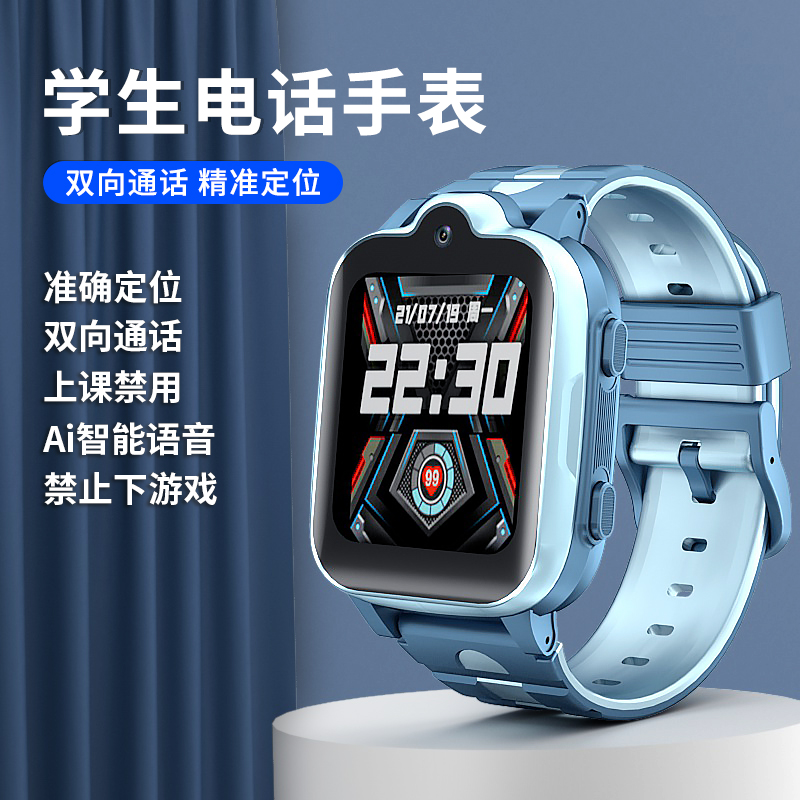 学生电话手表
双向通话 精准定位
准确定位
双向通话
上课禁用
Ai智能语音
禁止下游戏
21/07/19 周一
22:30
99